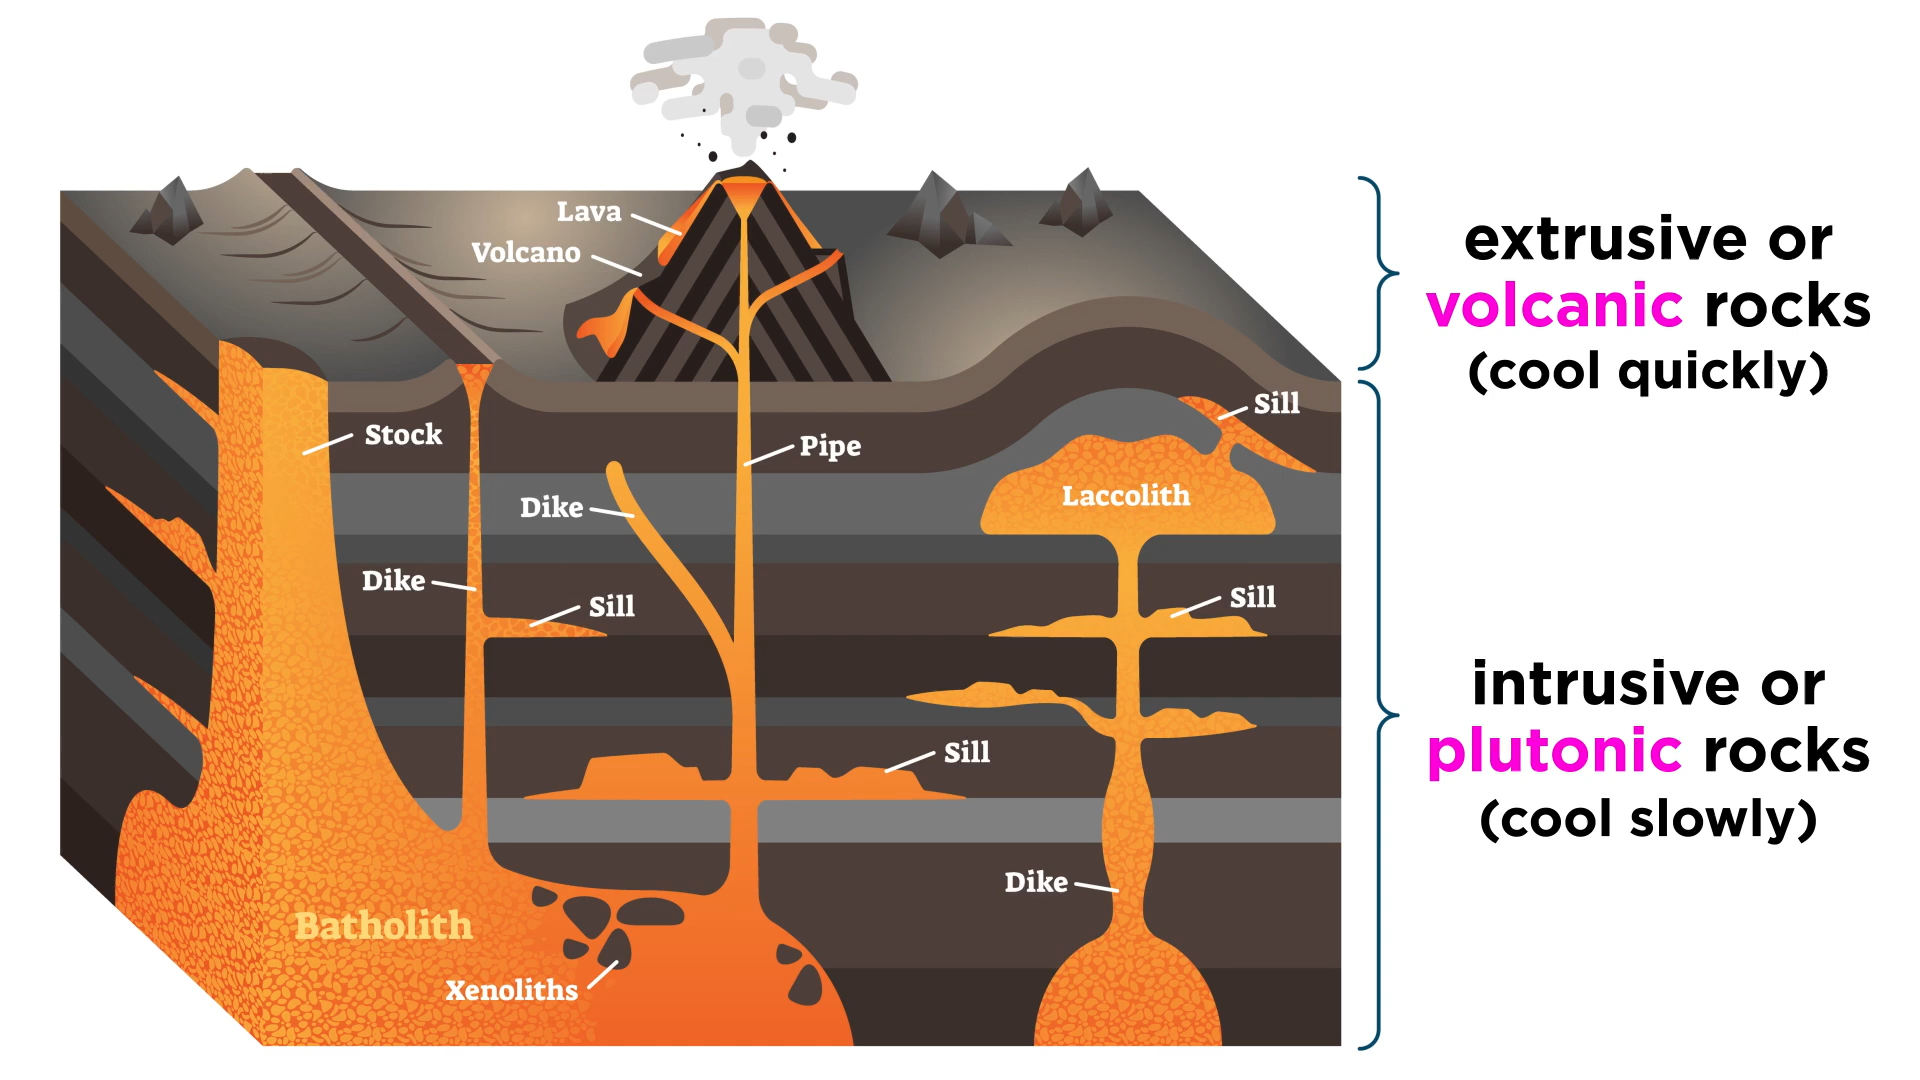 Lava
Volcano
extrusive or
volcanic rocks
(cool quickly)
Sill
Stock
Pipe
Laccolith
Dike
Dike
Sill
Sill
intrusive or
plutonic rocks
(cool slowly)
Sill
Dike
Batholith
Xenoliths